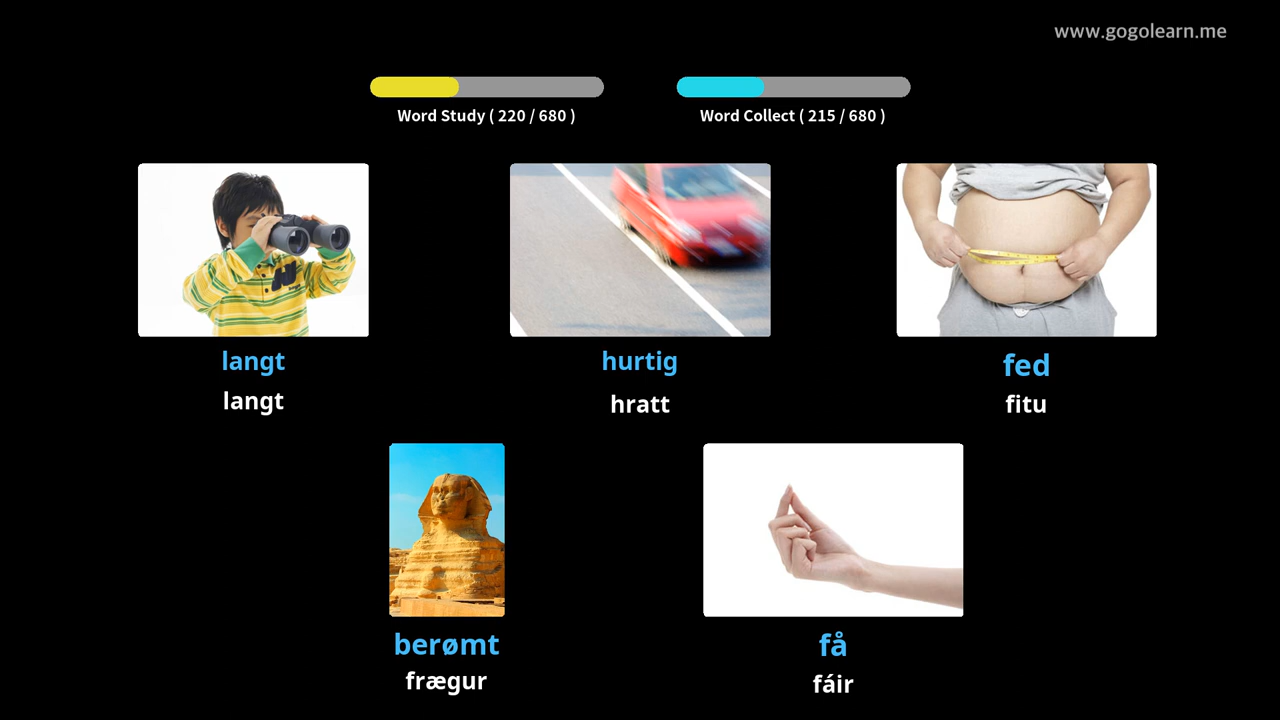 www.gogolearn.me
Word Study ( 220 / 680 )
Word Collect ( 215 / 680 )
langt
langt
hurtig
hratt
fed
fitu
berømt
frægur
få
fáir